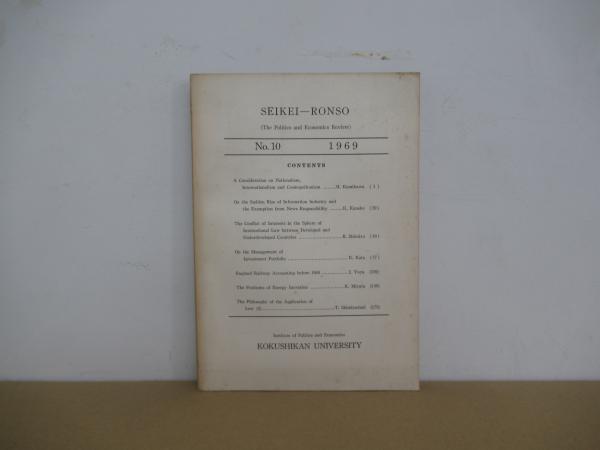 SEIKEI—RONSO
(The Politics and Economics Review)
No. 10 1969
CONTENTS
A Consideration on Nationalism,
Internationalism and Cosmopolitanism ...... H. ( 1 )
On the Sudden Rise of Information Industry and
the Exemption from News Responsibility ...... K.
The Conflict of Interests in the Sphere of
International Law between Developed and
Underdeveloped Countries ...... R.
On the Management of
Investment Portfolio ...... K. Kato
England Railway Accounting before 1868 ......
The Problems of Energy ...... K.
The Philosophy of the Application of
Law ...... T.
Institute of Politics and Economics
KOKUSHIKAN UNIVERSITY